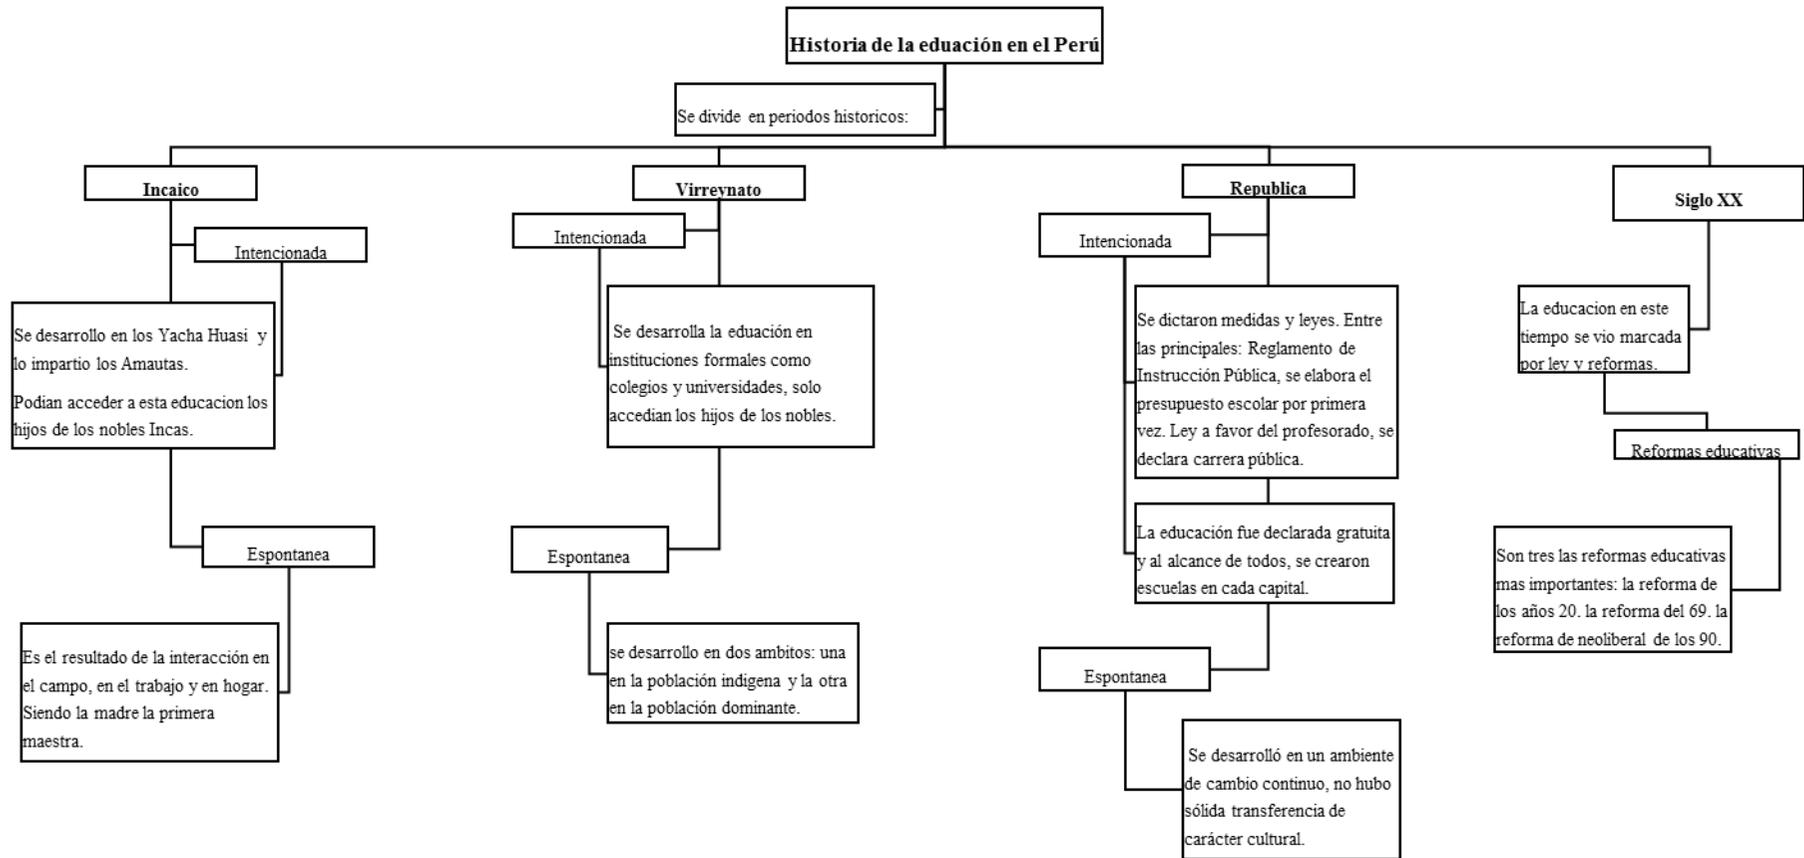 Historia de la eduación en el Perú
Se divide en periodos historicos:
Incaico
Intencionada
Se desarrollo en los Yacha Huasi y
lo impartio los Amautas.
Podian acceder a esta educacion los
hijos de los nobles Incas.
Espontanea
Es el resultado de la interacción en
el campo, en el trabajo y en hogar.
Siendo la madre la primera
maestra.
Virreynato
Intencionada
Se desarrolla la eduación en
instituciones formales como
colegios y universidades, solo
accedian los hijos de los nobles.
Espontanea
se desarrollo en dos ambitos: una
en la población indigena y la otra
en la población dominante.
Republica
Intencionada
Se dictaron medidas y leyes. Entre
las principales: Reglamento de
Instrucción Pública, se elabora el
presupuesto escolar por primera
vez. Ley a favor del profesorado, se
declara carrera pública.
La educación fue declarada gratuita
y al alcance de todos, se crearon
escuelas en cada capital.
Espontanea
Se desarrolló en un ambiente
de cambio continuo, no hubo
sólida transferencia de
carácter cultural.
Siglo XX
La educacion en este
tiempo se vio marcada
por ley y reformas.
Reformas educativas
Son tres las reformas educativas
mas importantes: la reforma de
los años 20. la reforma del 69. la
reforma de neoliberal de los 90.